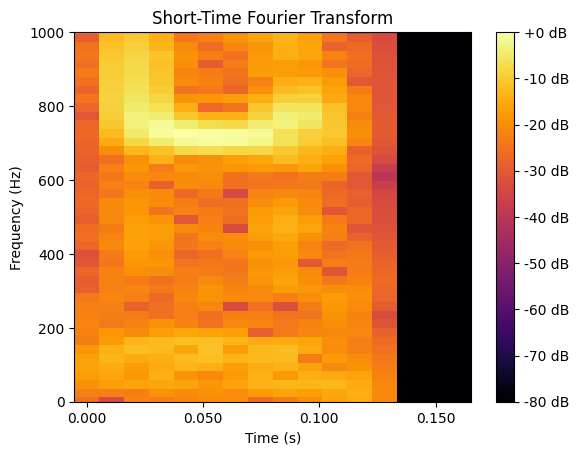 Short-Time Fourier Transform
1000
800
600
400
200
0
Frequency (Hz)
0.000
0.050
0.100
0.150
Time (s)
+0 dB
-10 dB
-20 dB
-30 dB
-40 dB
-50 dB
-60 dB
-70 dB
-80 dB